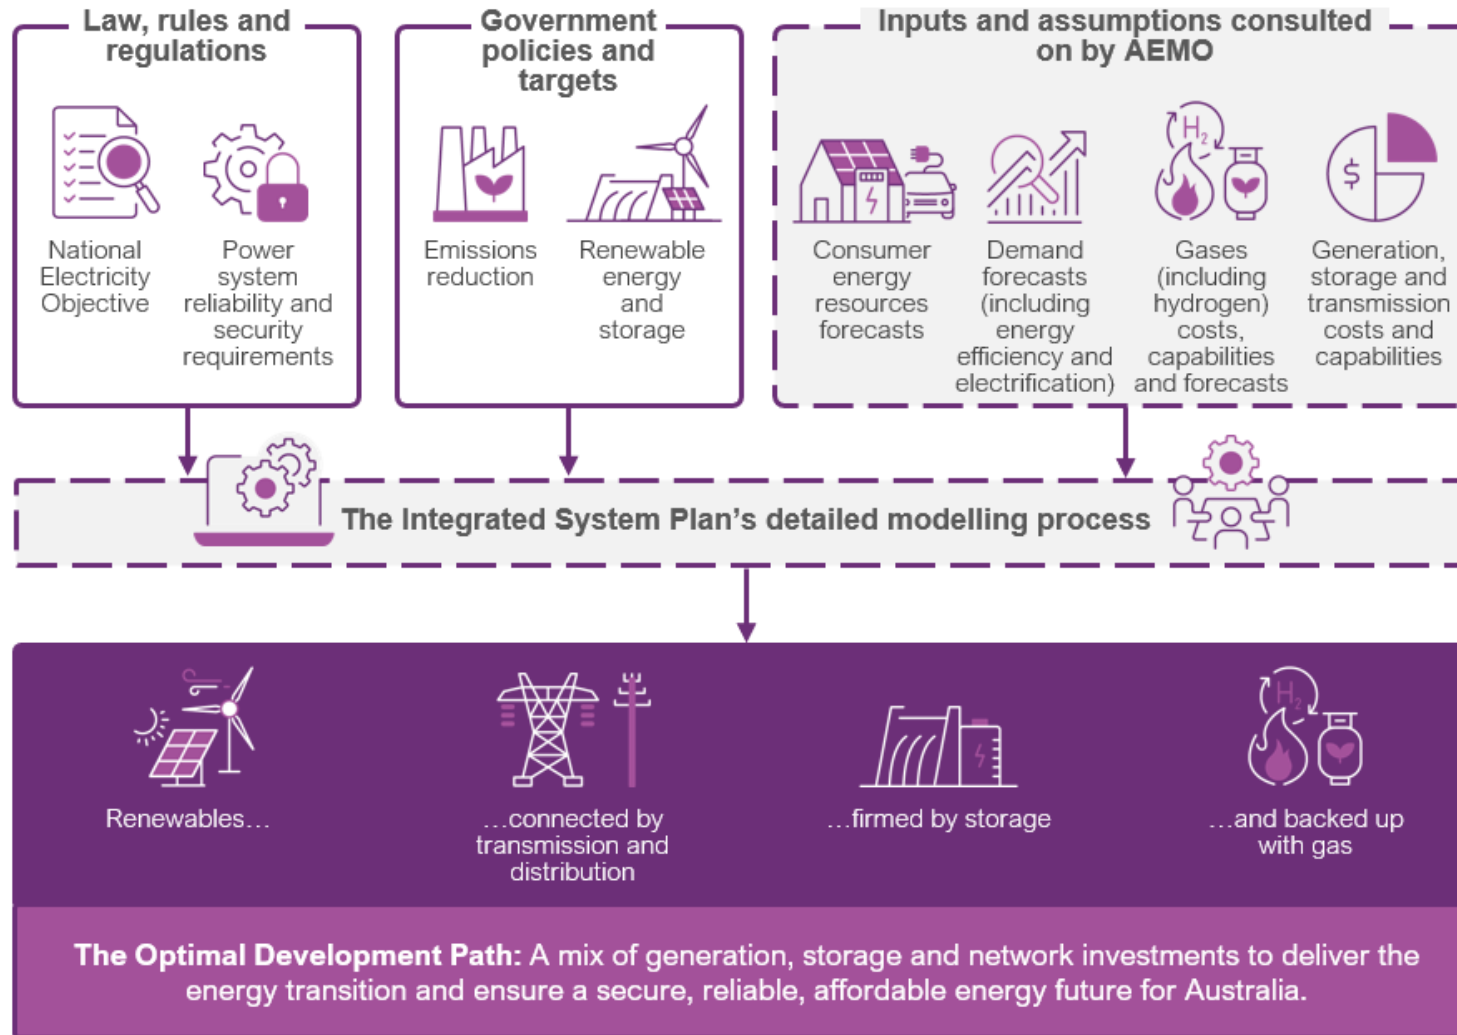 Law, rules and
regulations
National
Electricity
Objective
Power
system
reliability and
security
requirements
Government
policies and
targets
Emissions
reduction
Renewable
energy
and
storage
Inputs and assumptions consulted
on by AEMO
Consumer
energy
resources
forecasts
Demand
forecasts
(including
energy
efficiency and
electrification)
H2
Gases
(including
hydrogen)
costs,
capabilities
and forecasts
$
Generation,
storage and
transmission
costs and
capabilities
The Integrated System Plan’s detailed modelling process
Renewables…
…connected by
transmission and
distribution
…firmed by storage
H2
…and backed up
with gas
The Optimal Development Path: A mix of generation, storage and network investments to deliver the
energy transition and ensure a secure, reliable, affordable energy future for Australia.